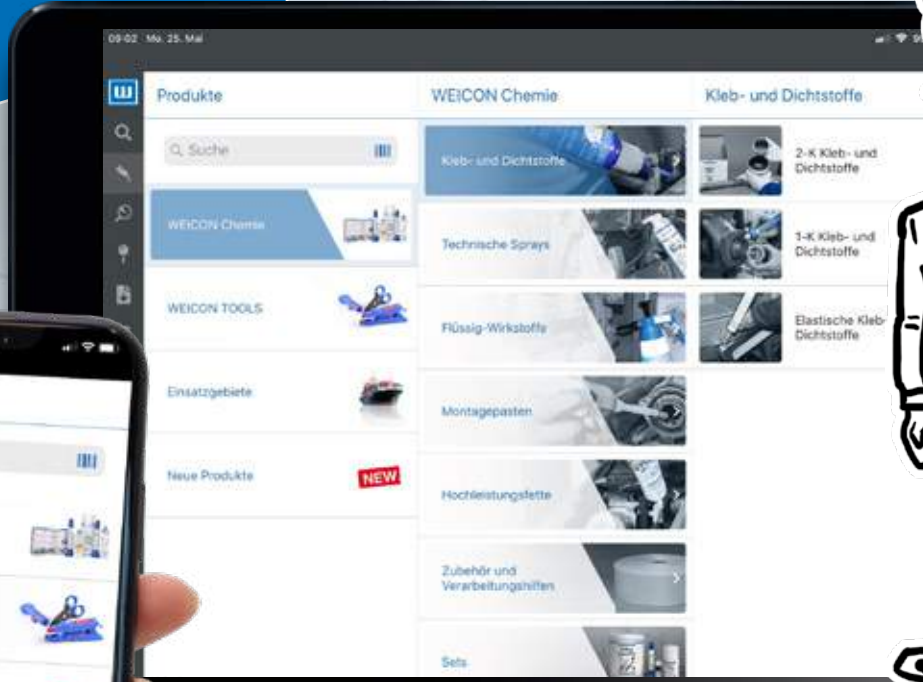 09:02 Mo. 25. Mai
Produkte
WEICON Chemie
Kleb- und Dichtstoffe
Suche
WEICON Chemie
WEICON TOOLS
Einsatzgebiete
Neue Produkte
NEW
Kleb- und Dichtstoffe
Technische Sprays
Flüssig-Wirkstoffe
Montagepasten
Hochleistungsfette
Zubehör und
Verarbeitungshilfen
Sets
2-K Kleb- und
Dichtstoffe
1-K Kleb- und
Dichtstoffe
Elastische Kleb-
Dichtstoffe